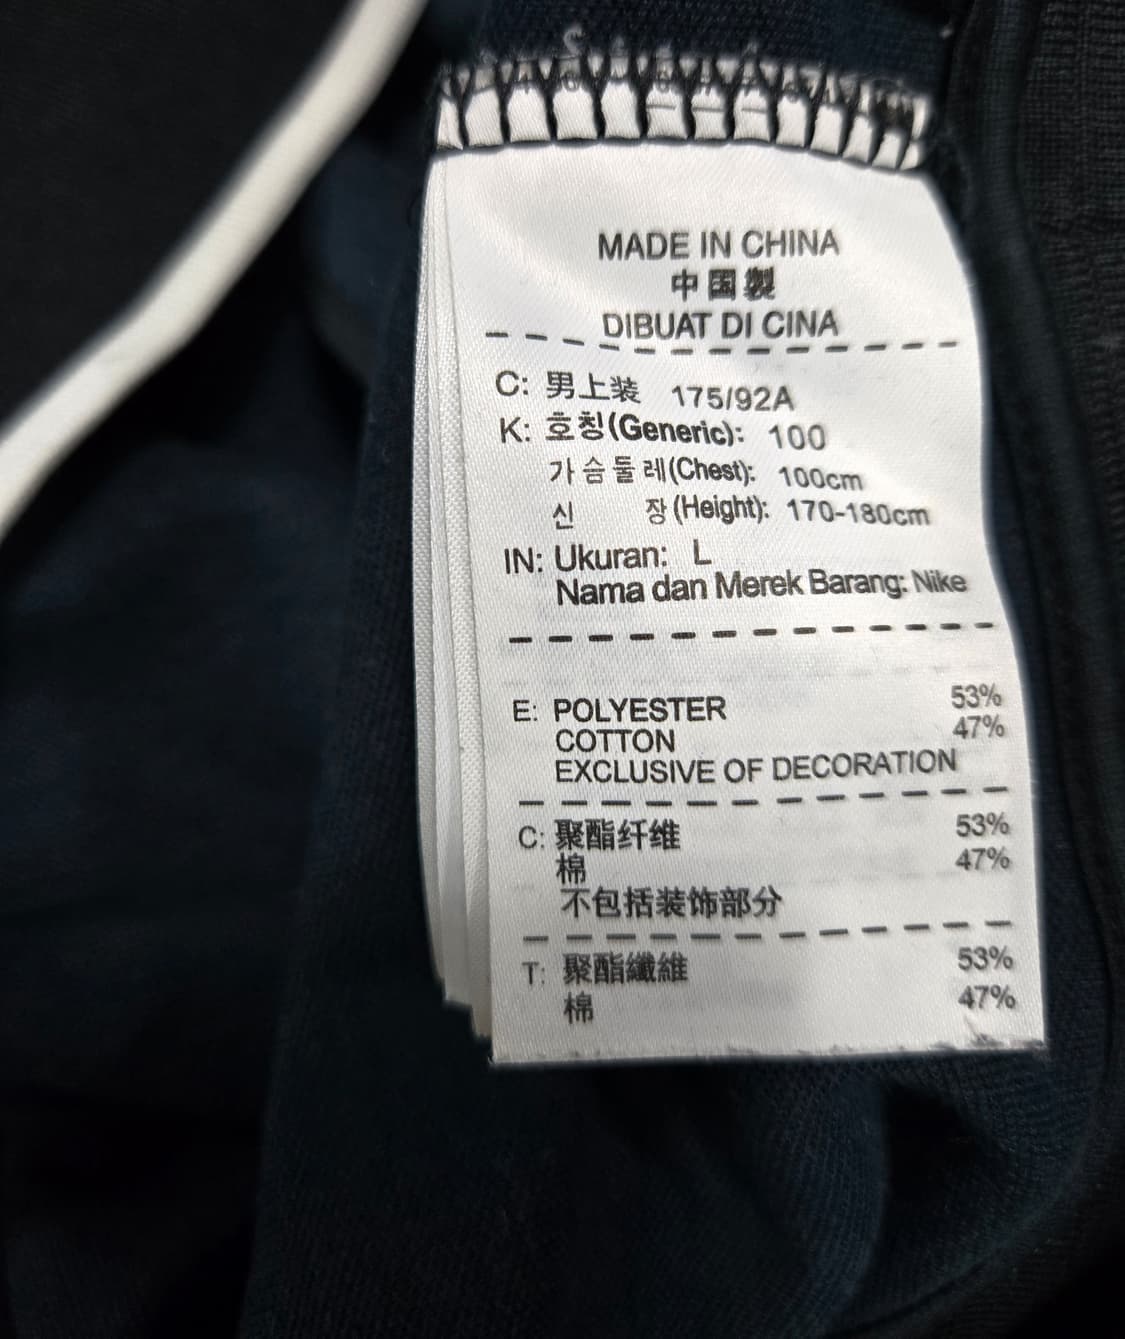 MADE IN CHINA
中国製
DIBUAT DI CINA
C: 男上装 175/92A
K: 호칭(Generic): 100
가슴둘레(Chest): 100cm
신 장(Height): 170-180cm
IN: Ukuran: L
Nama dan Merek Barang: Nike
E: POLYESTER 53%
COTTON 47%
EXCLUSIVE OF DECORATION
C: 聚酯纤维 53%
棉 47%
不包括装饰部分
T: 聚酯纖維 53%
棉 47%